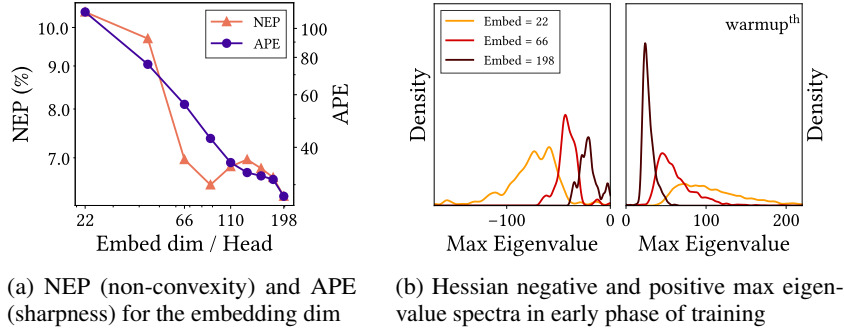 NEP
APE
10.0
9.0
8.0
7.0
NEP (%)
100
80
60
40
APE
22
66
110
198
Embed dim / Head
Embed = 22
Embed = 66
Embed = 198
Density
−100
0
Max Eigenvalue
warmupᵗʰ
Density
0
100
200
Max Eigenvalue
(a) NEP (non-convexity) and APE
(sharpness) for the embedding dim
(b) Hessian negative and positive max eigen-
value spectra in early phase of training